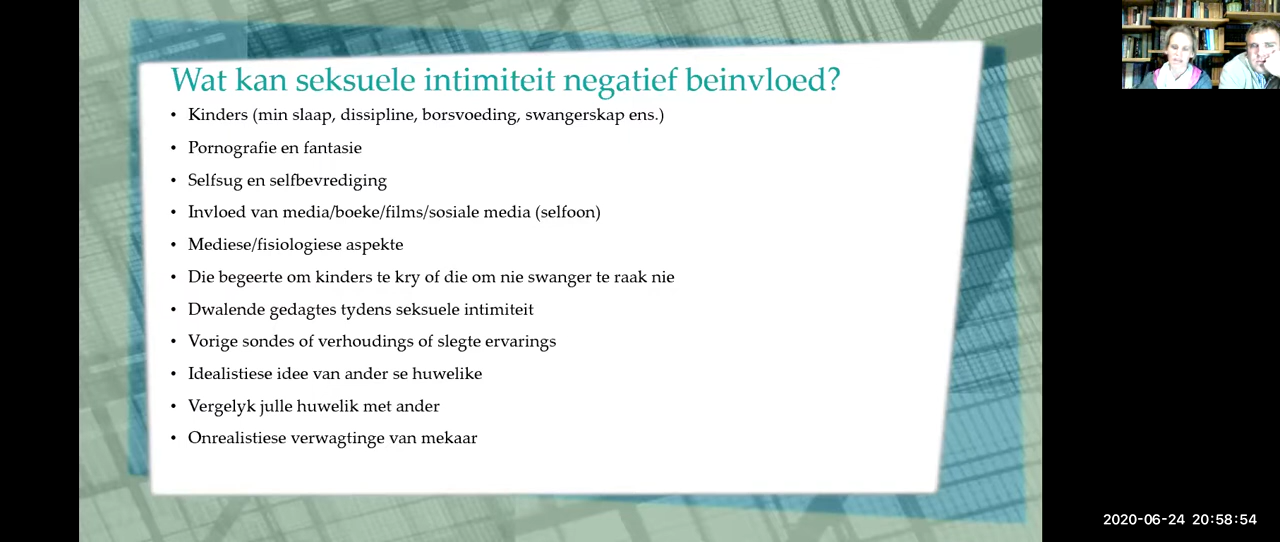 Wat kan seksuele intimiteit negatief beinvloed?
• Kinders (min slaap, dissipline, borsvoeding, swangerskap ens.)
• Pornografie en fantasie
• Selfsug en selfbevrediging
• Invloed van media/boeke/films/sosiale media (selfoon)
• Mediese/fisiologiese aspekte
• Die begeerte om kinders te kry of die om nie swanger te raak nie
• Dwalende gedagtes tydens seksuele intimiteit
• Vorige sondes of verhoudings of slegte ervarings
• Idealistiese idee van ander se huwelike
• Vergelyk julle huwelik met ander
• Onrealistiese verwagtinge van mekaar
2020-06-24 20:58:54